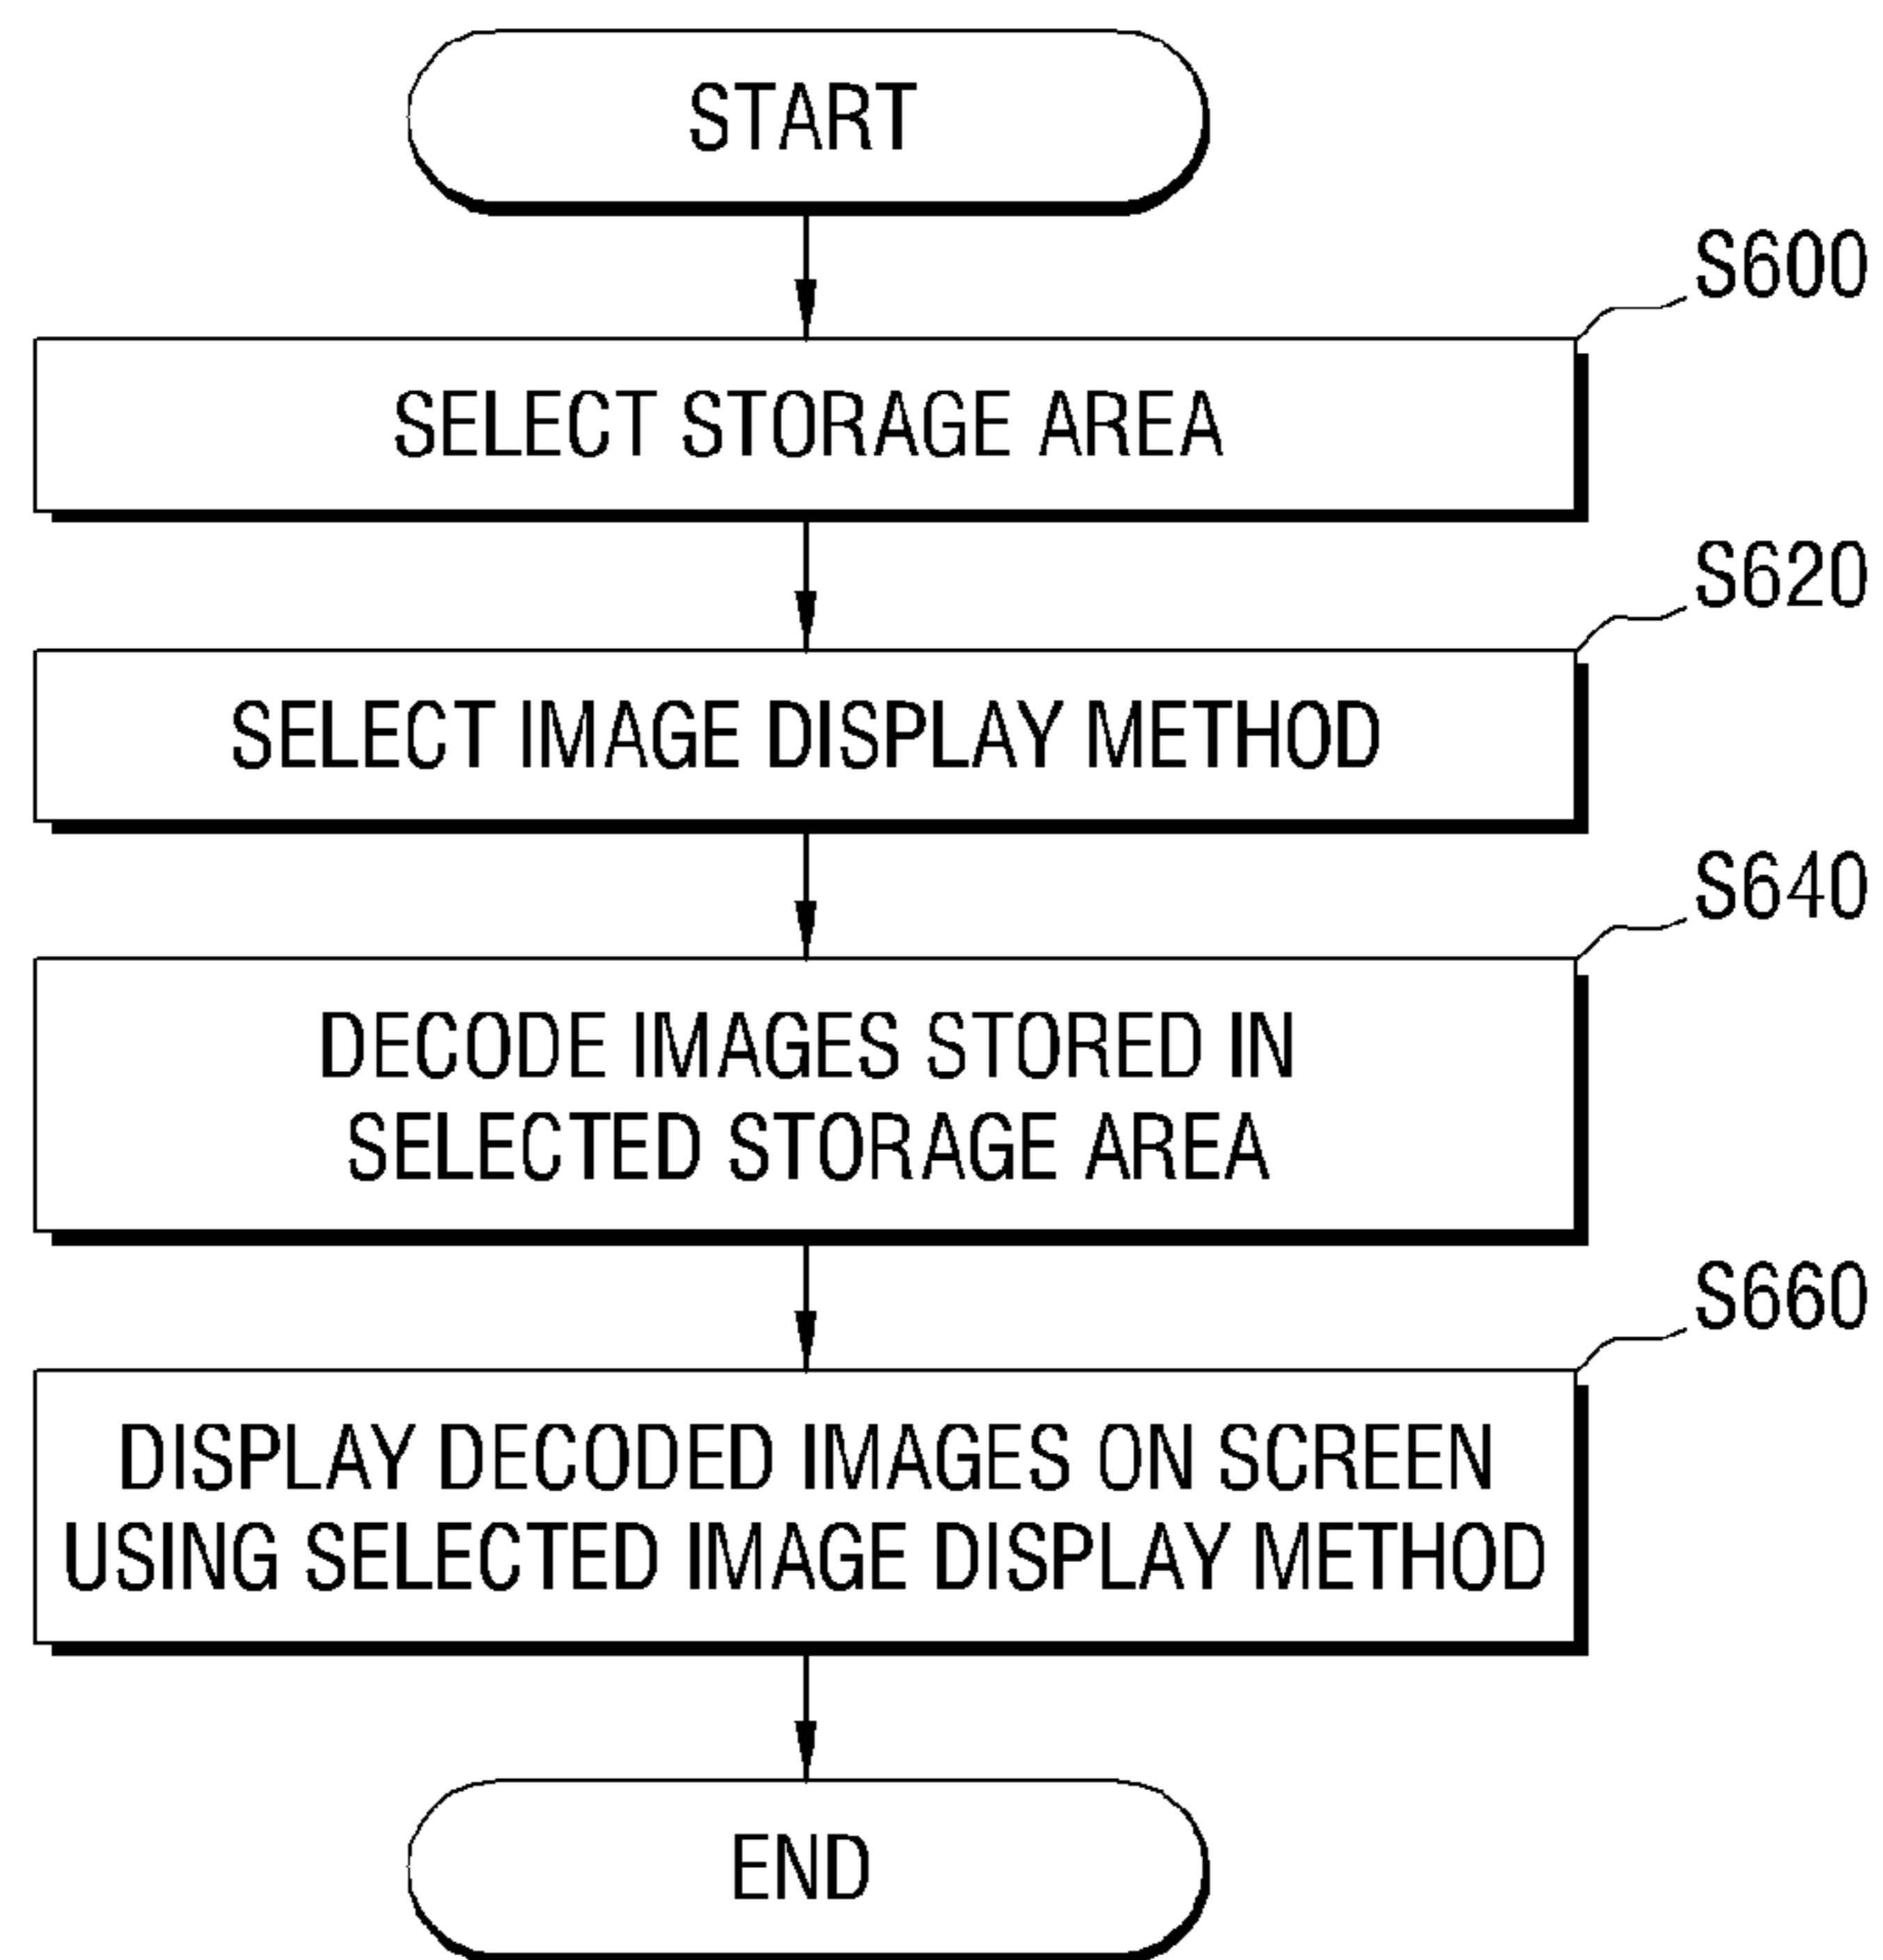 START
S600
SELECT STORAGE AREA
S620
SELECT IMAGE DISPLAY METHOD
S640
DECODE IMAGES STORED IN
SELECTED STORAGE AREA
S660
DISPLAY DECODED IMAGES ON SCREEN
USING SELECTED IMAGE DISPLAY METHOD
END